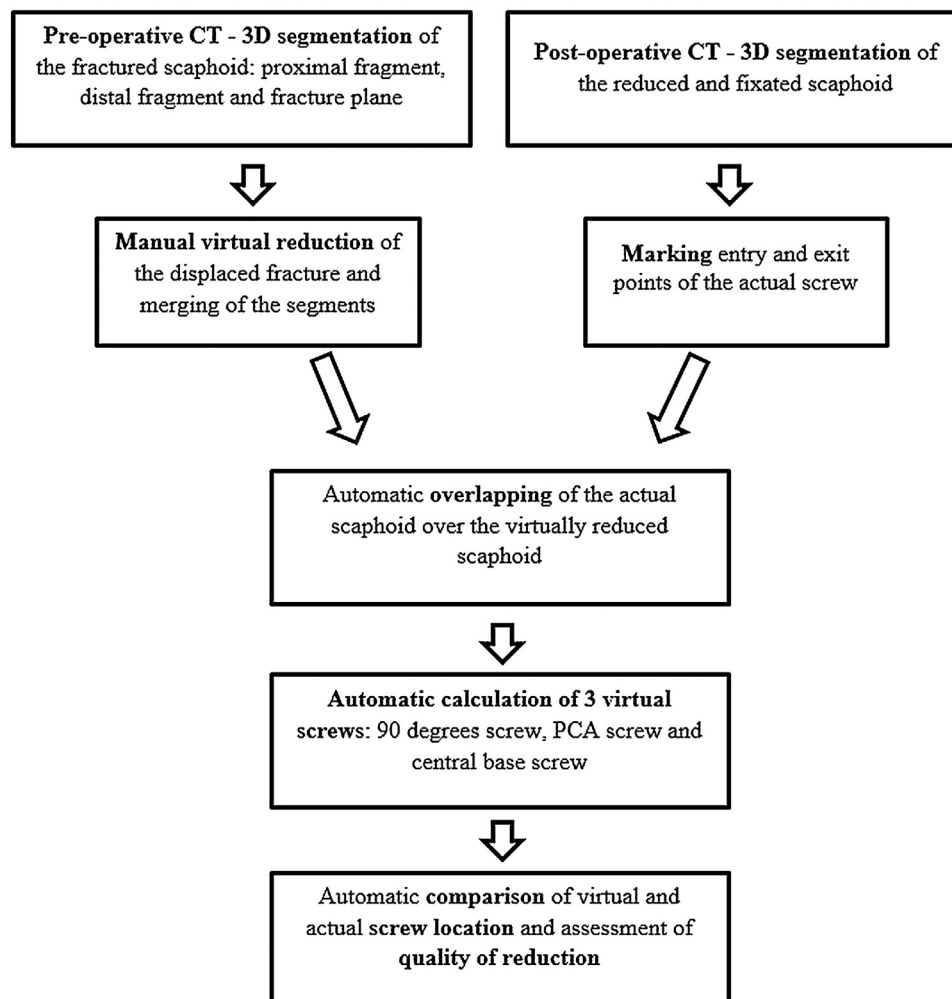 Pre-operative CT - 3D segmentation of
the fractured scaphoid: proximal fragment,
distal fragment and fracture plane
Post-operative CT - 3D segmentation of
the reduced and fixated scaphoid
Manual virtual reduction of
the displaced fracture and
merging of the segments
Marking entry and exit
points of the actual screw
Automatic overlapping of the actual
scaphoid over the virtually reduced
scaphoid
Automatic calculation of 3 virtual
screws: 90 degrees screw, PCA screw and
central base screw
Automatic comparison of virtual and
actual screw location and assessment of
quality of reduction